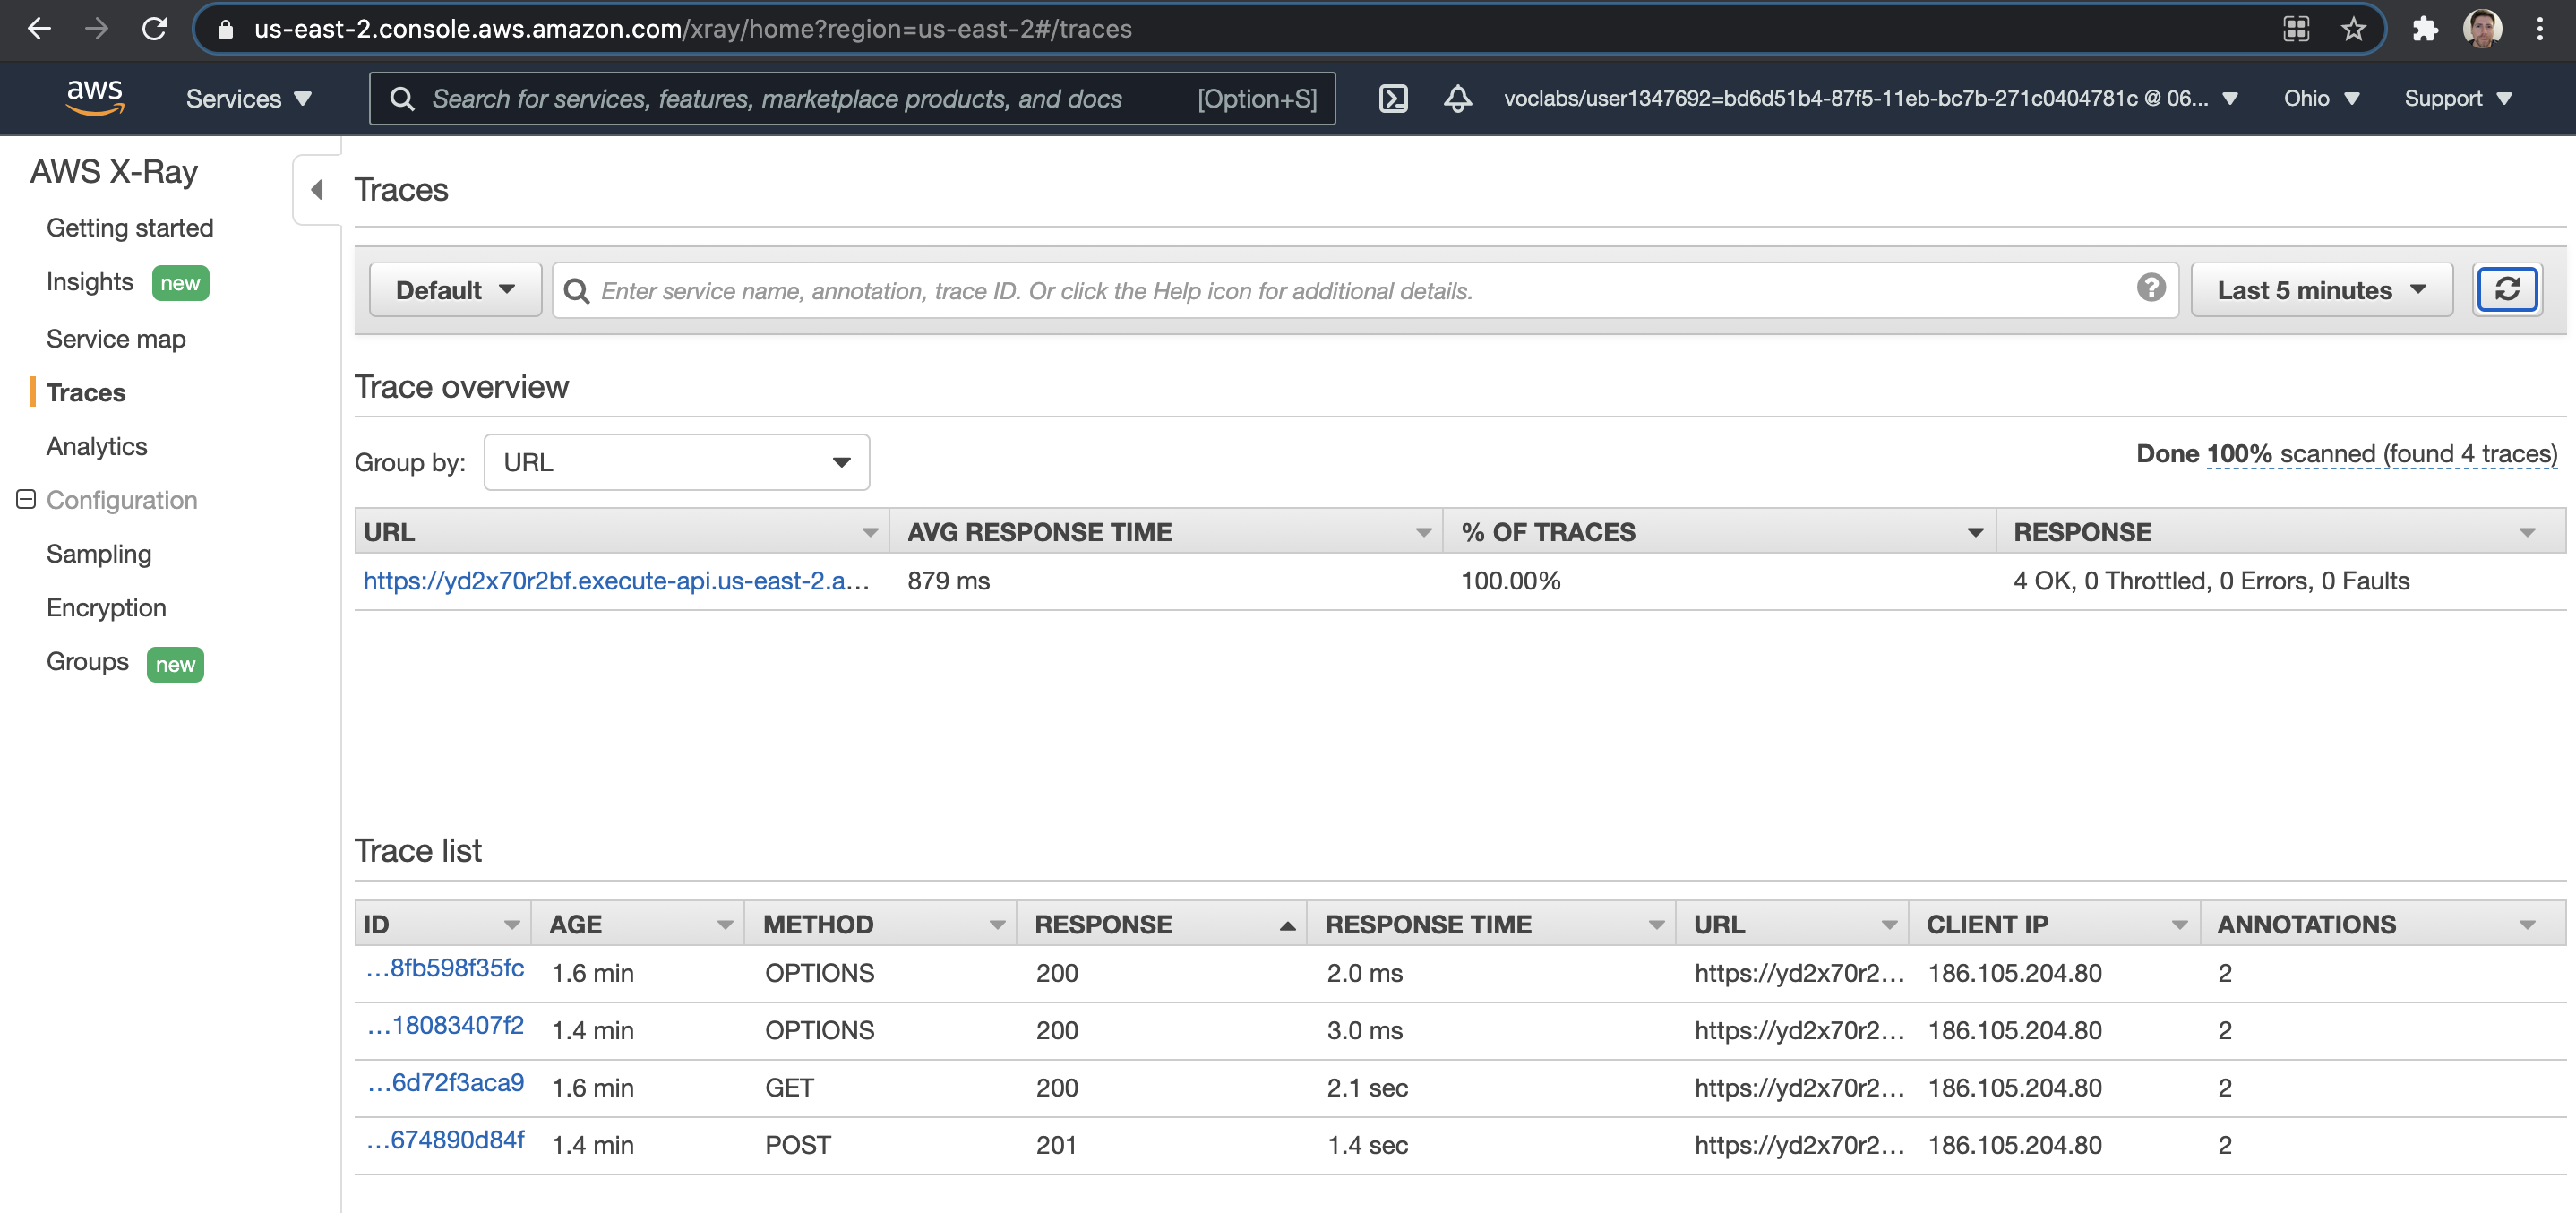 us-east-2.console.aws.amazon.com/xray/home?region=us-east-2#/traces
aws Services Search for services, features, marketplace products, and docs [Option+S] voclabs/user1347692=bd6d51b4-87f5-11eb-bc7b-271c0404781c @ 06... Ohio Support
AWS X-Ray
Getting started
Insights new
Service map
Traces
Analytics
Configuration
Sampling
Encryption
Groups new
Traces
Default Enter service name, annotation, trace ID. Or click the Help icon for additional details. ? Last 5 minutes
Trace overview
Group by: URL Done 100% scanned (found 4 traces)
URL AVG RESPONSE TIME % OF TRACES RESPONSE
https://yd2x70r2bf.execute-api.us-east-2.a... 879 ms 100.00% 4 OK, 0 Throttled, 0 Errors, 0 Faults
Trace list
ID AGE METHOD RESPONSE RESPONSE TIME URL CLIENT IP ANNOTATIONS
...8fb598f35fc 1.6 min OPTIONS 200 2.0 ms https://yd2x70r2... 186.105.204.80 2
...18083407f2 1.4 min OPTIONS 200 3.0 ms https://yd2x70r2... 186.105.204.80 2
...6d72f3aca9 1.6 min GET 200 2.1 sec https://yd2x70r2... 186.105.204.80 2
...674890d84f 1.4 min POST 201 1.4 sec https://yd2x70r2... 186.105.204.80 2